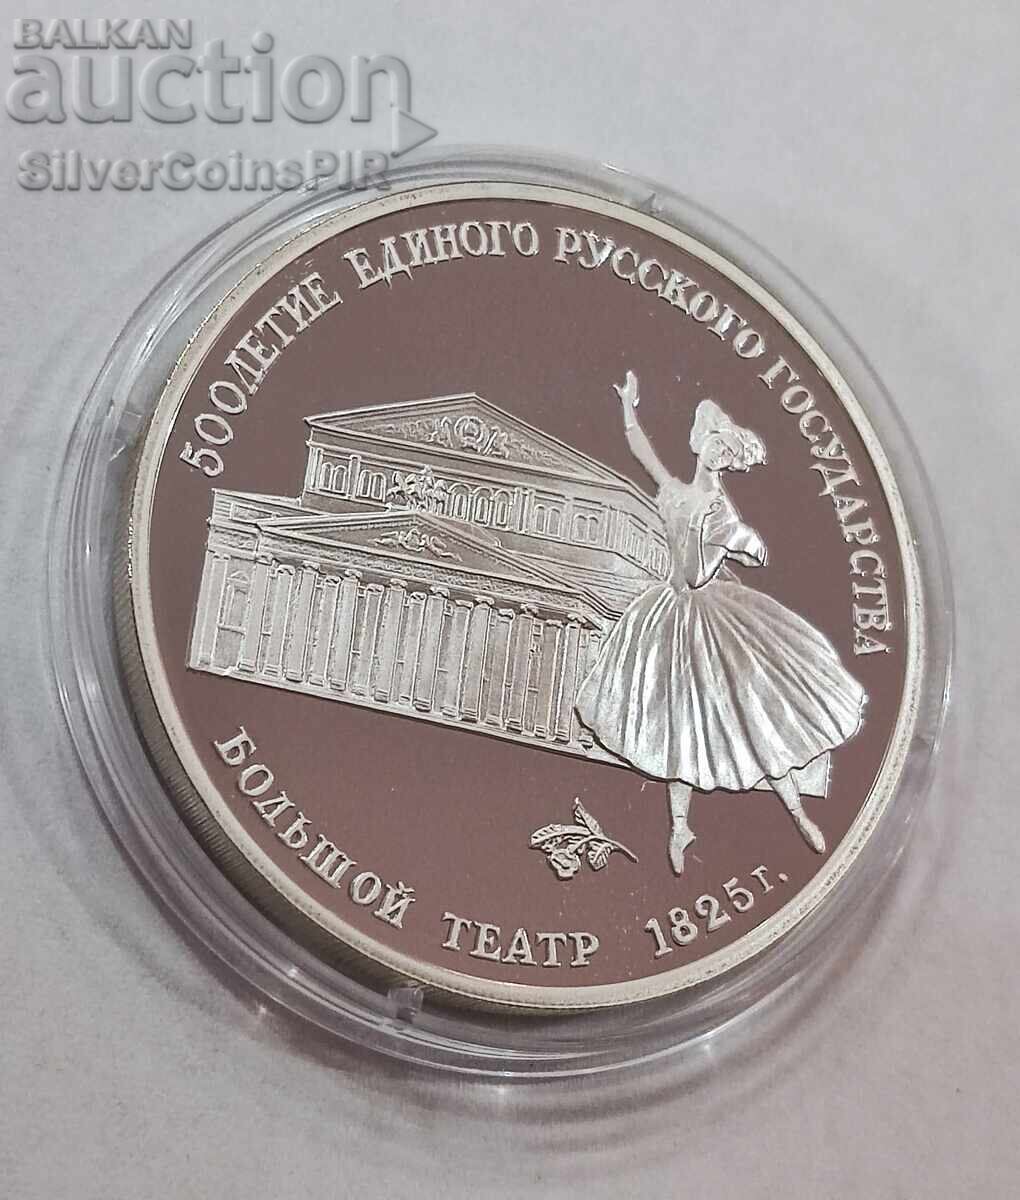 BALKAN
auction
SilverCoinsPIR
500ЛЕТИЕ ЕДИНОГО РУССКОГО ГОСУДАРСТВА
БОЛЬШОЙ ТЕАТР 1825г.